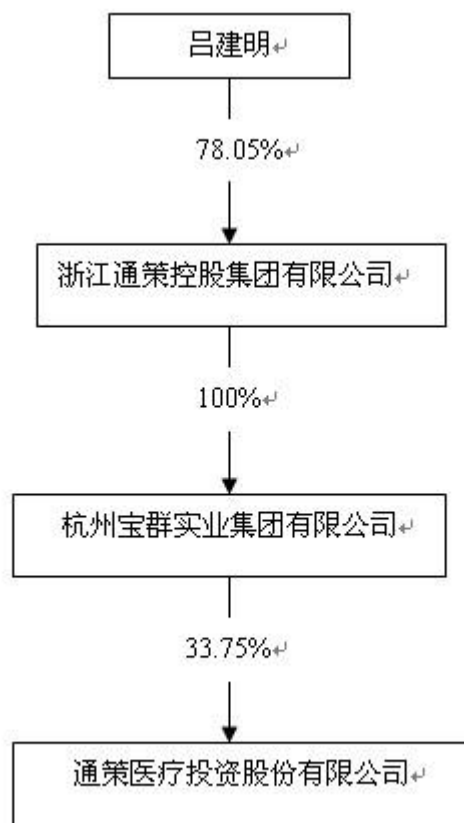 吕建明↵
78.05%↵
浙江通策控股集团有限公司↵
100%↵
杭州宝群实业集团有限公司↵
33.75%↵
通策医疗投资股份有限公司↵